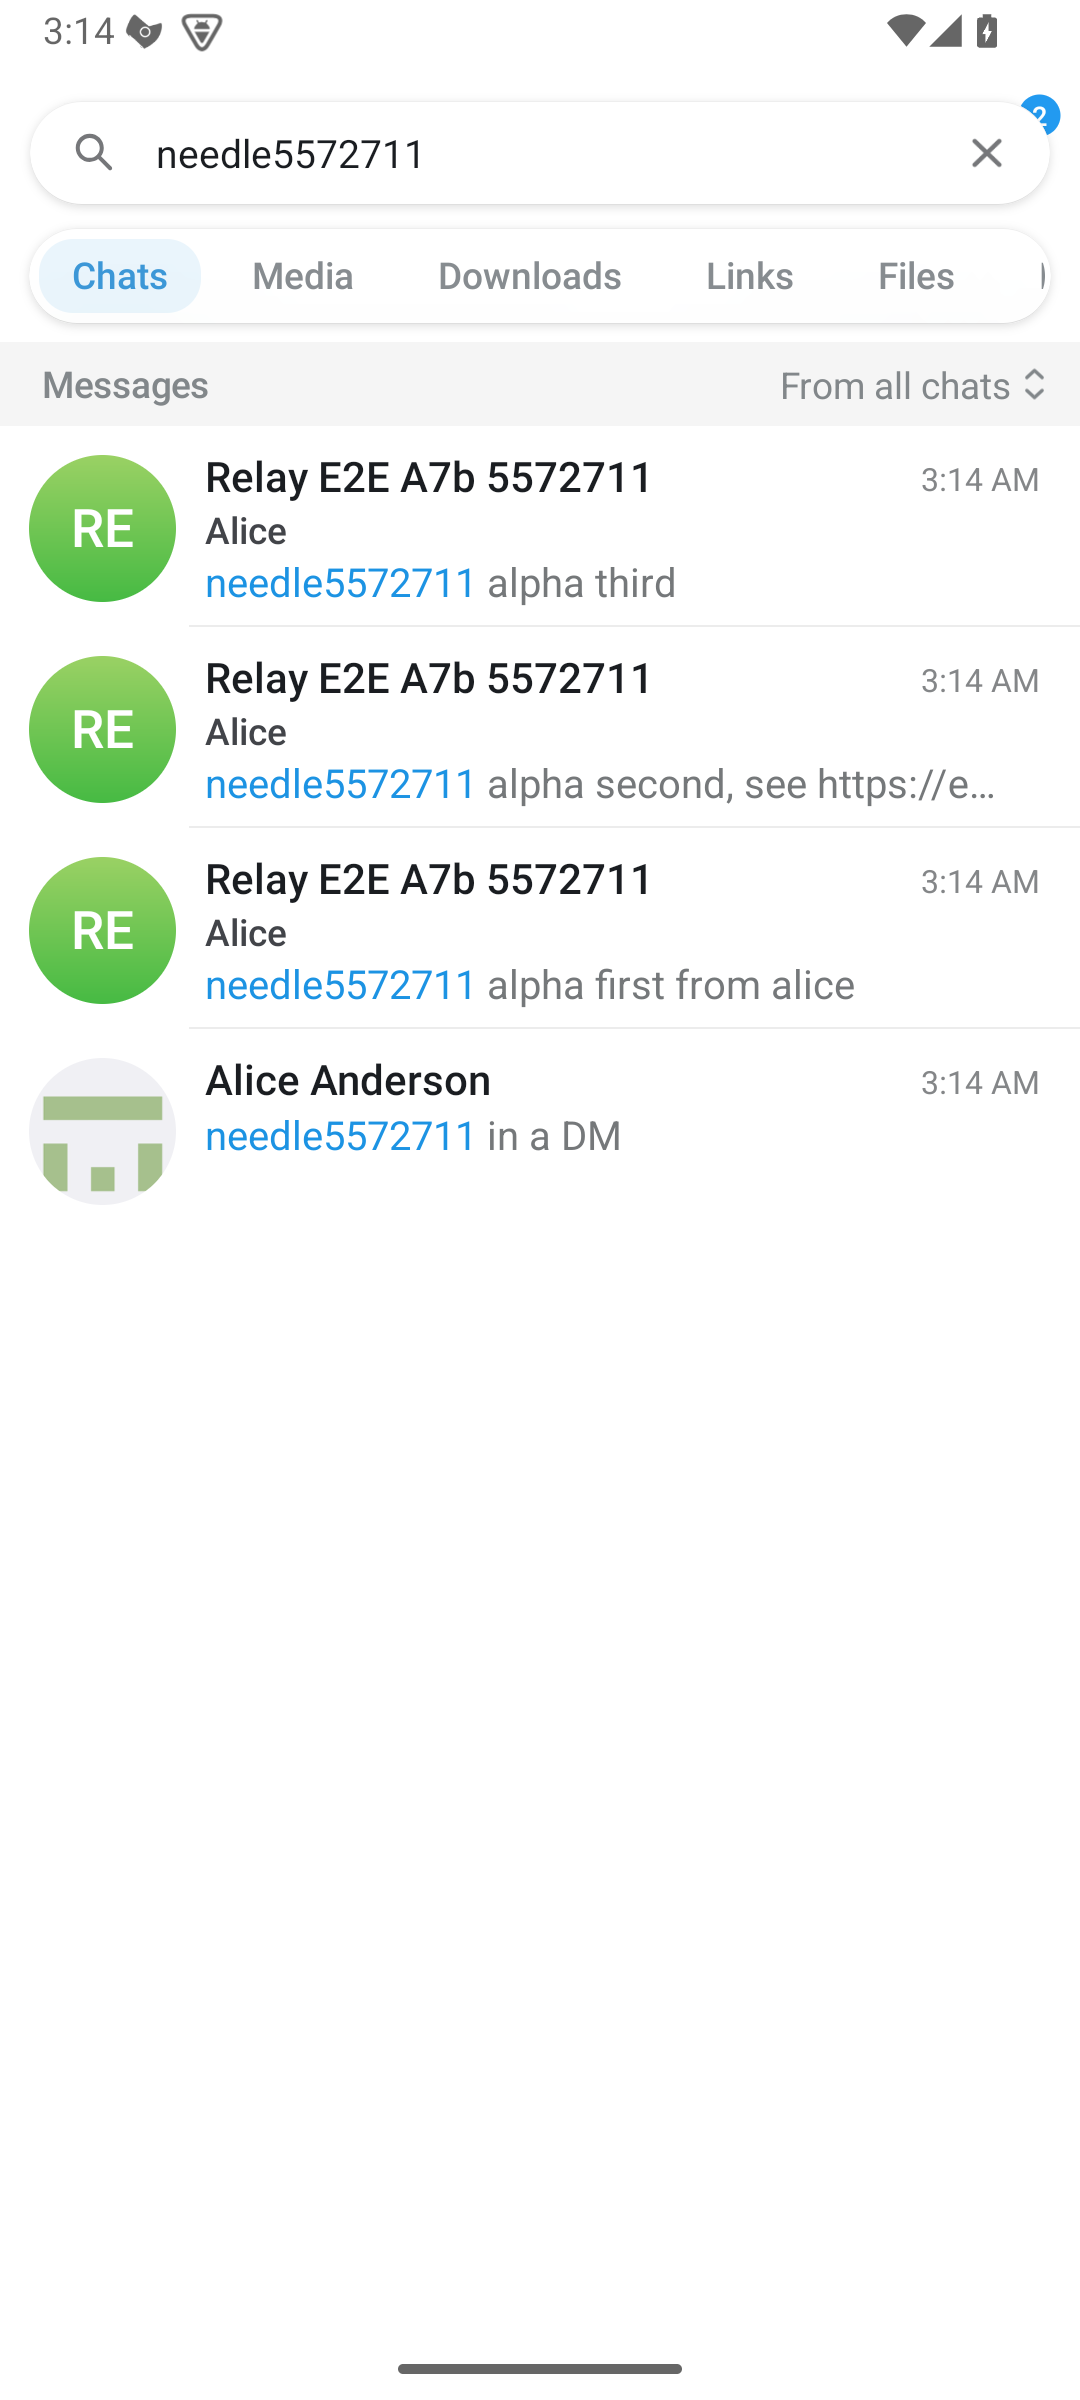 3:14
2
needle5572711
Chats Media Downloads Links Files
Messages From all chats
RE Relay E2E A7b 5572711 3:14 AM
Alice
needle5572711 alpha third
RE Relay E2E A7b 5572711 3:14 AM
Alice
needle5572711 alpha second, see https://e...
RE Relay E2E A7b 5572711 3:14 AM
Alice
needle5572711 alpha first from alice
Alice Anderson 3:14 AM
needle5572711 in a DM